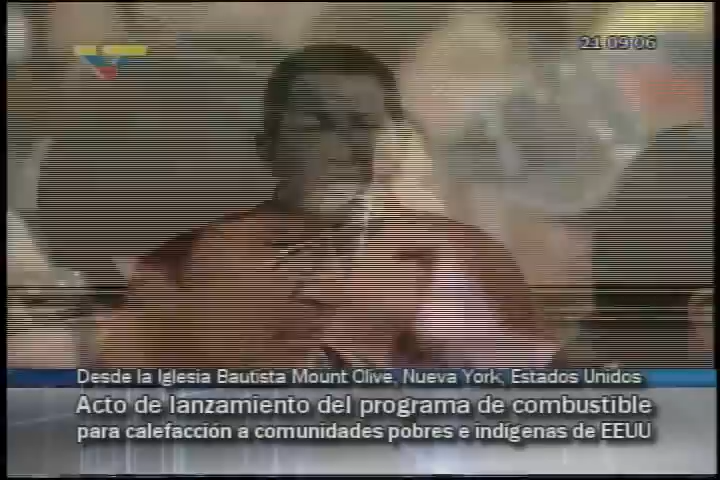 21 09 06
Desde la Iglesia Bautista Mount Olive, Nueva York, Estados Unidos
Acto de lanzamiento del programa de combustible
para calefacción a comunidades pobres e indígenas de EEUU